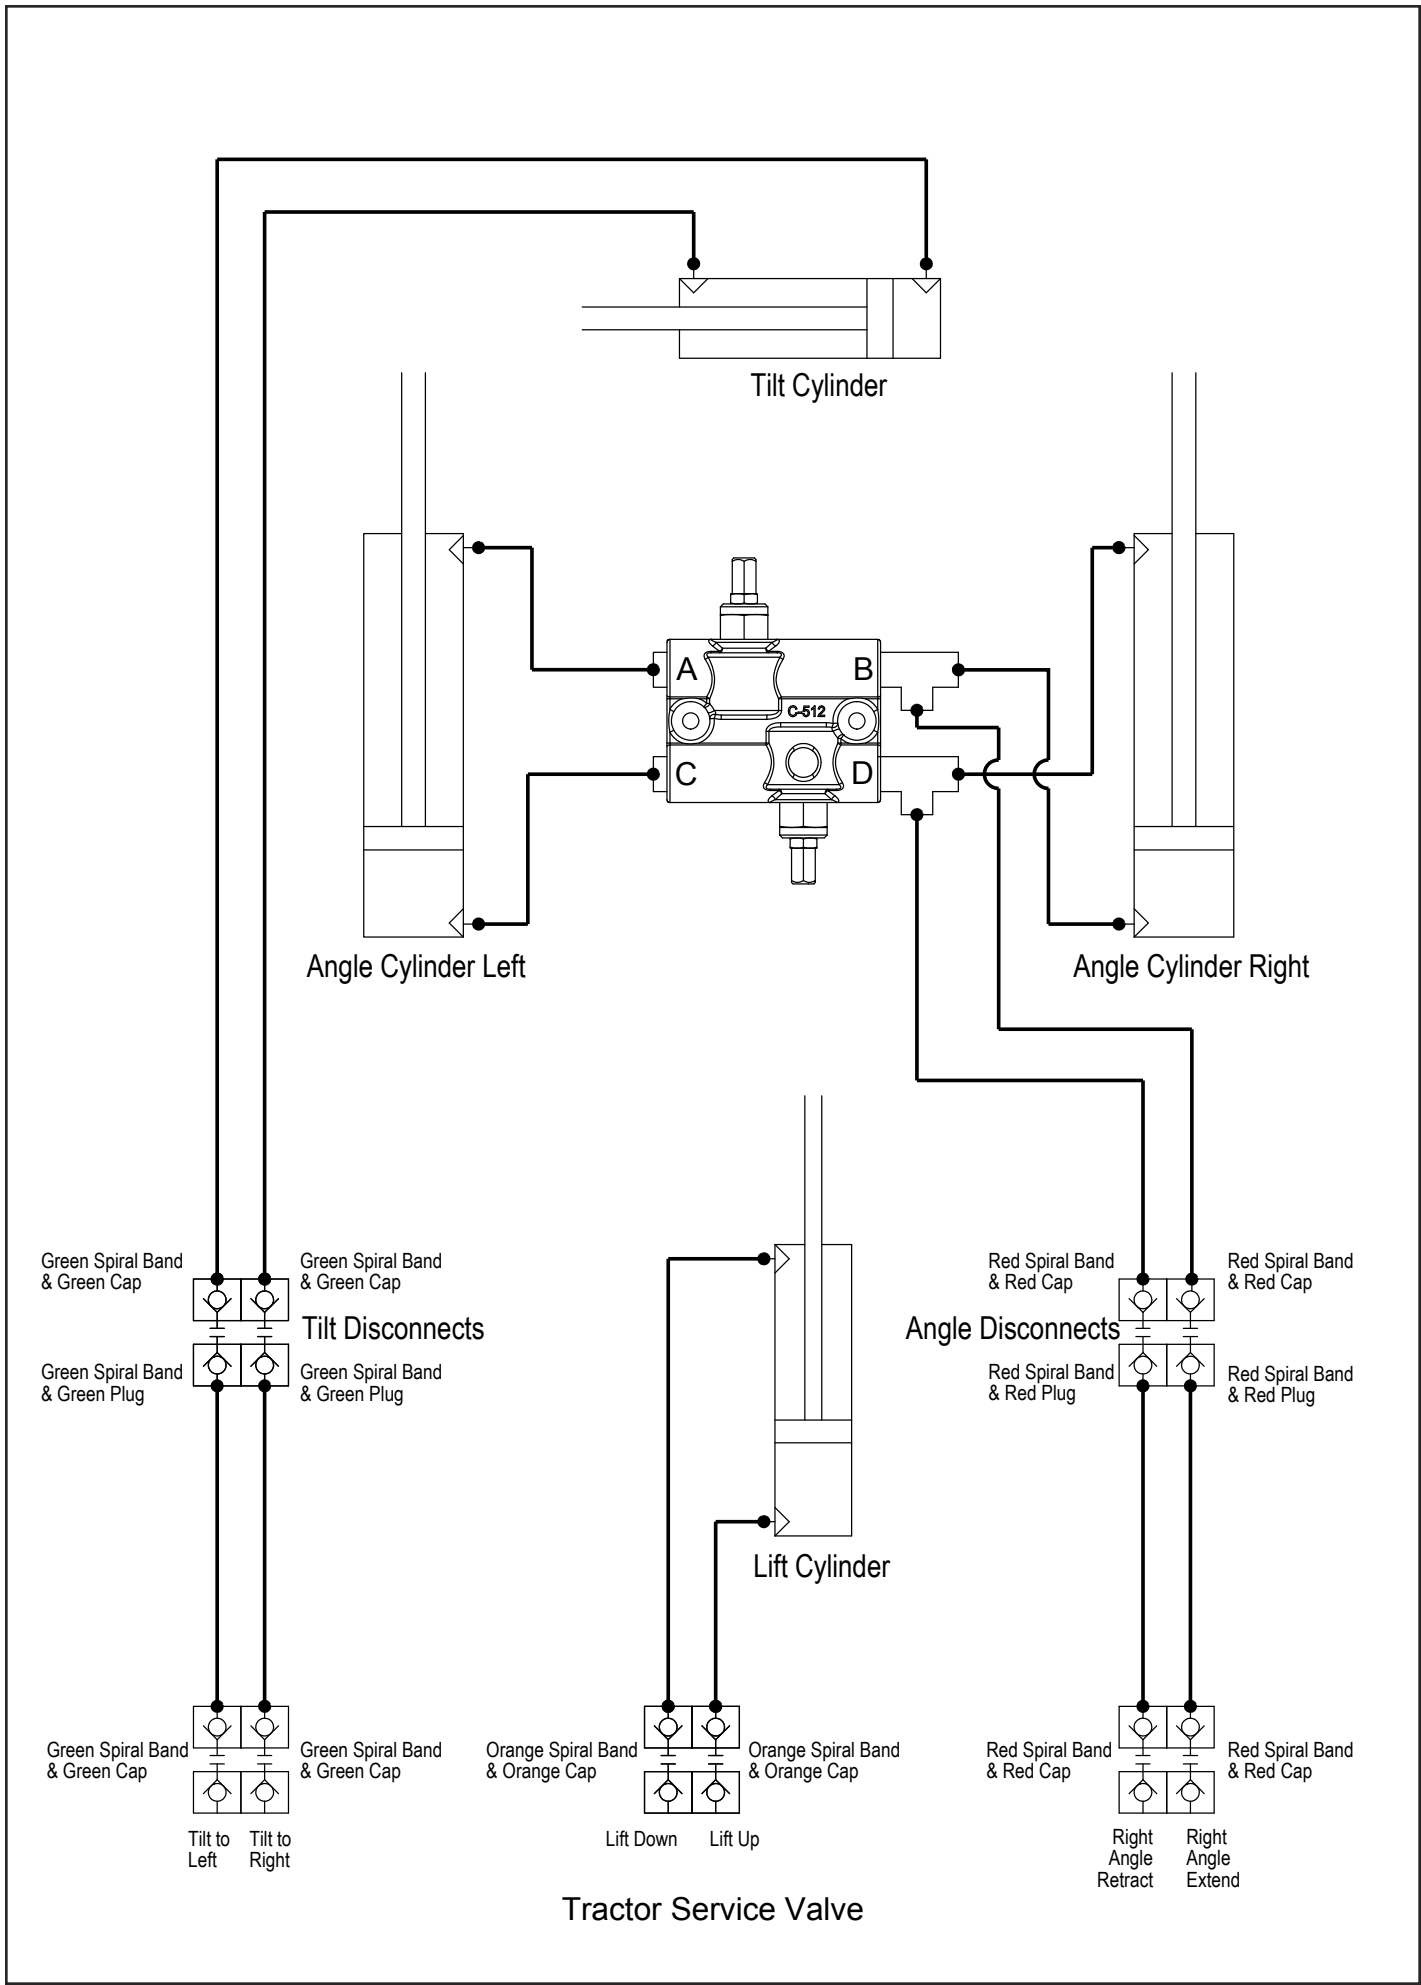 Tilt Cylinder
A
B
C-512
C
D
Angle Cylinder Left
Angle Cylinder Right
Green Spiral Band
& Green Cap
Green Spiral Band
& Green Cap
Red Spiral Band
& Red Cap
Red Spiral Band
& Red Cap
Tilt Disconnects
Angle Disconnects
Green Spiral Band
& Green Plug
Green Spiral Band
& Green Plug
Red Spiral Band
& Red Plug
Red Spiral Band
& Red Plug
Lift Cylinder
Green Spiral Band
& Green Cap
Green Spiral Band
& Green Cap
Orange Spiral Band
& Orange Cap
Orange Spiral Band
& Orange Cap
Red Spiral Band
& Red Cap
Red Spiral Band
& Red Cap
Tilt to
Left
Tilt to
Right
Lift Down
Lift Up
Right
Angle
Retract
Right
Angle
Extend
Tractor Service Valve